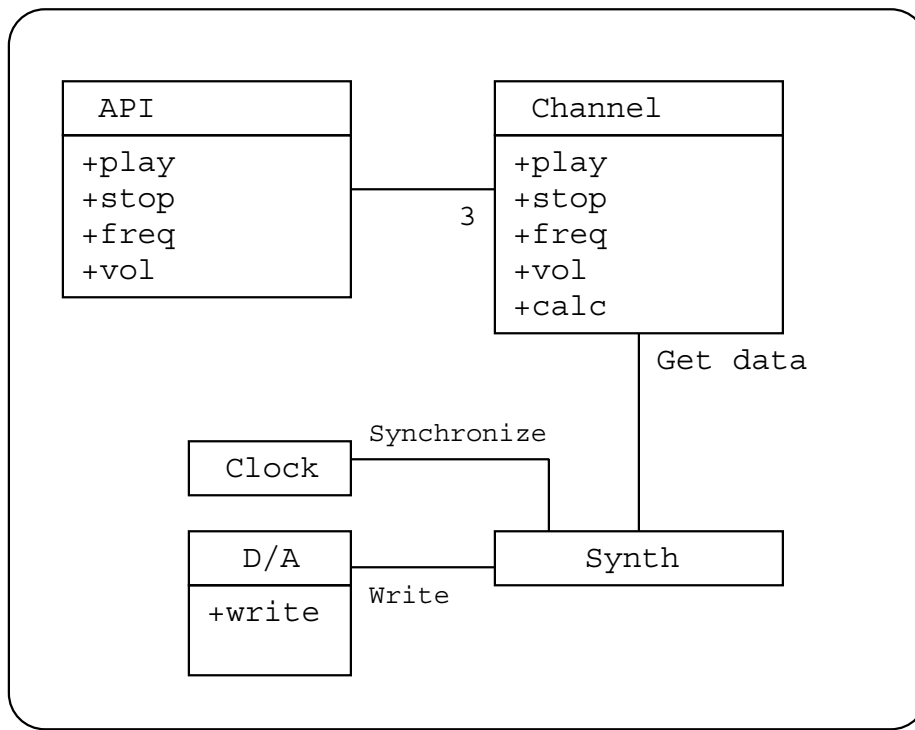 API
+play
+stop
+freq
+vol
3
Channel
+play
+stop
+freq
+vol
+calc
Get data
Synchronize
Clock
D/A
+write
Write
Synth